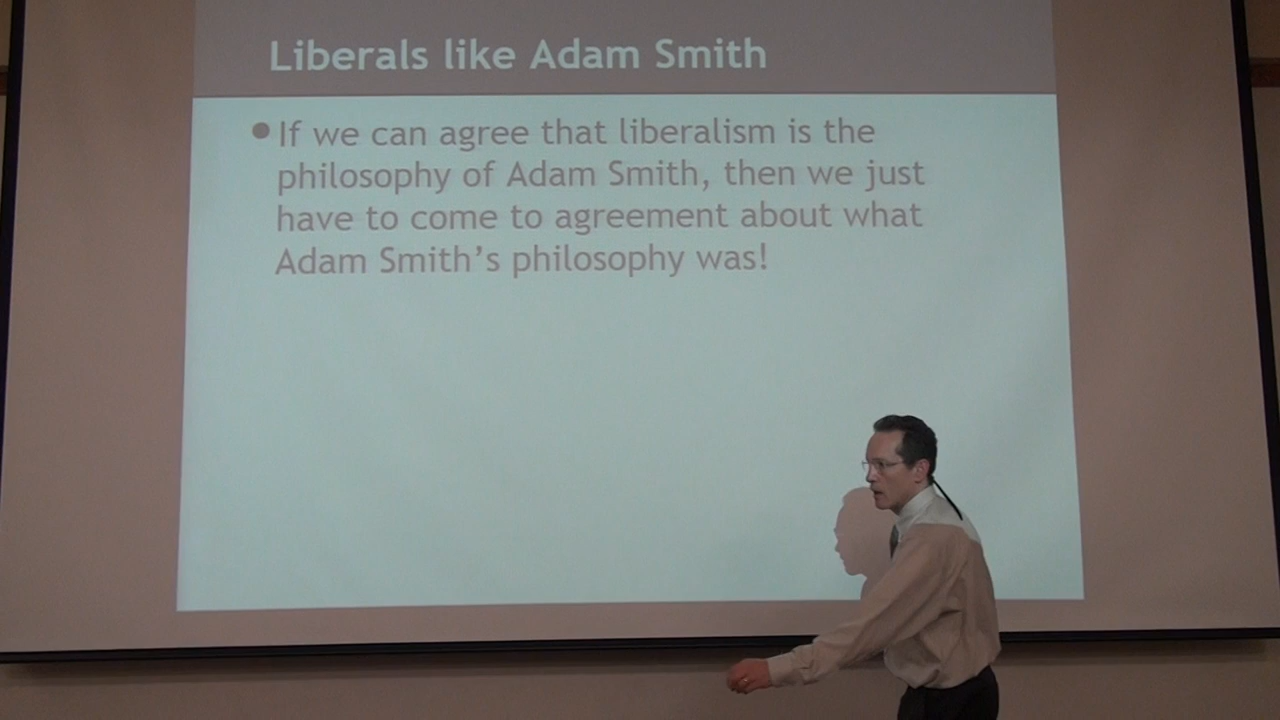 Liberals like Adam Smith
• If we can agree that liberalism is the
philosophy of Adam Smith, then we just
have to come to agreement about what
Adam Smith’s philosophy was!